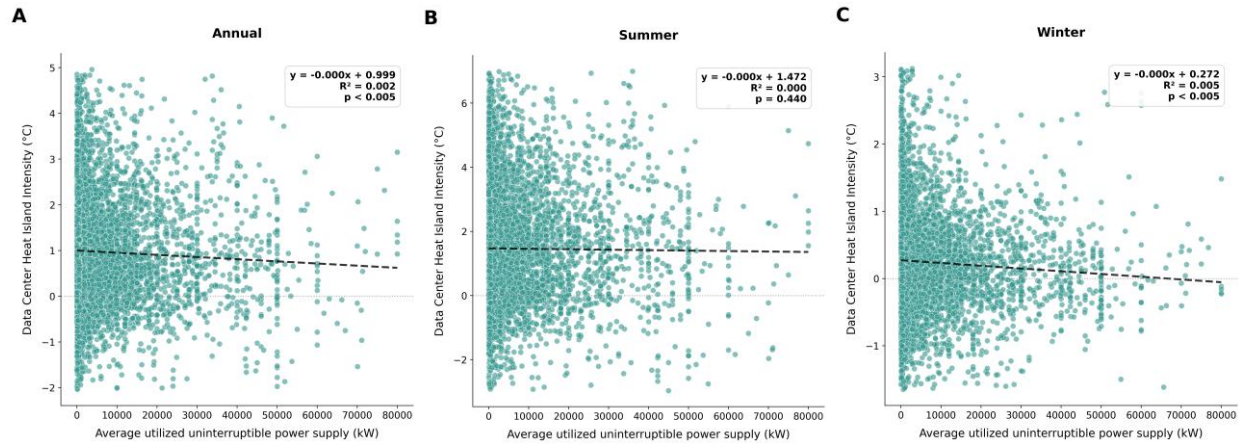 A
Annual
y = -0.000x + 0.999
R² = 0.002
p < 0.005
Data Center Heat Island Intensity (°C)
5
4
3
2
1
0
−1
−2
0 10000 20000 30000 40000 50000 60000 70000 80000
Average utilized uninterruptible power supply (kW)
B
Summer
y = -0.000x + 1.472
R² = 0.000
p = 0.440
Data Center Heat Island Intensity (°C)
6
4
2
0
−2
0 10000 20000 30000 40000 50000 60000 70000 80000
Average utilized uninterruptible power supply (kW)
C
Winter
y = -0.000x + 0.272
R² = 0.005
p < 0.005
Data Center Heat Island Intensity (°C)
3
2
1
0
−1
0 10000 20000 30000 40000 50000 60000 70000 80000
Average utilized uninterruptible power supply (kW)